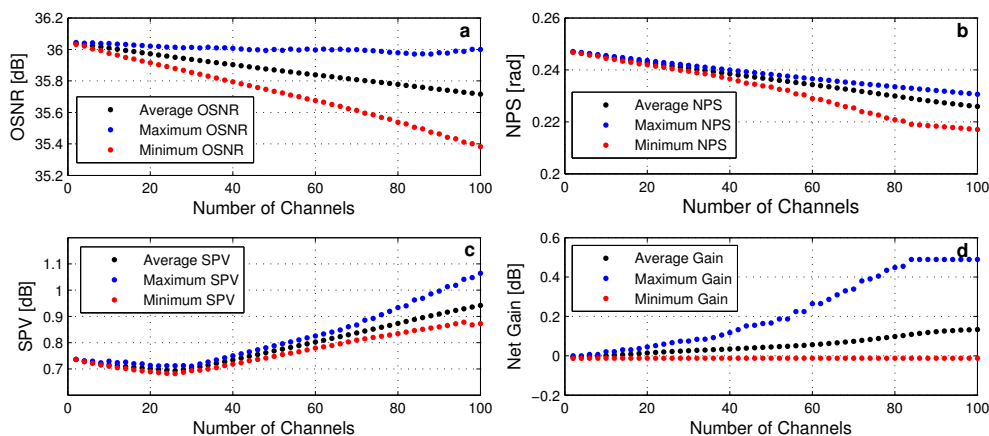 a
OSNR [dB]
36.2
36
35.8
35.6
35.4
35.2
Average OSNR
Maximum OSNR
Minimum OSNR
0 20 40 60 80 100
Number of Channels
b
NPS [rad]
0.26
0.24
0.22
0.2
Average NPS
Maximum NPS
Minimum NPS
0 20 40 60 80 100
Number of Channels
c
SPV [dB]
1.1
1
0.9
0.8
0.7
Average SPV
Maximum SPV
Minimum SPV
0 20 40 60 80 100
Number of Channels
d
Net Gain [dB]
0.6
0.4
0.2
0
−0.2
Average Gain
Maximum Gain
Minimum Gain
0 20 40 60 80 100
Number of Channels